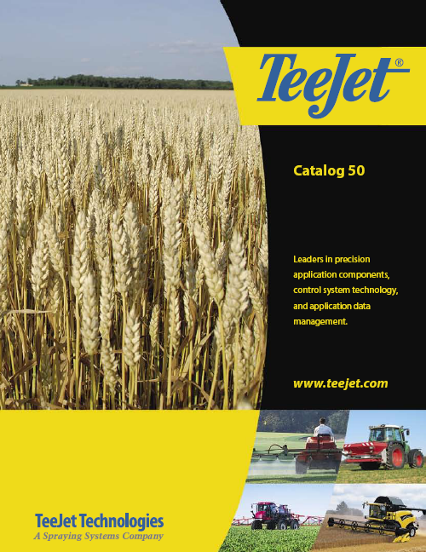 TeeJet®
Catalog 50
Leaders in precision
application components,
control system technology,
and application data
management.
www.teejet.com
TeeJet Technologies
A Spraying Systems Company